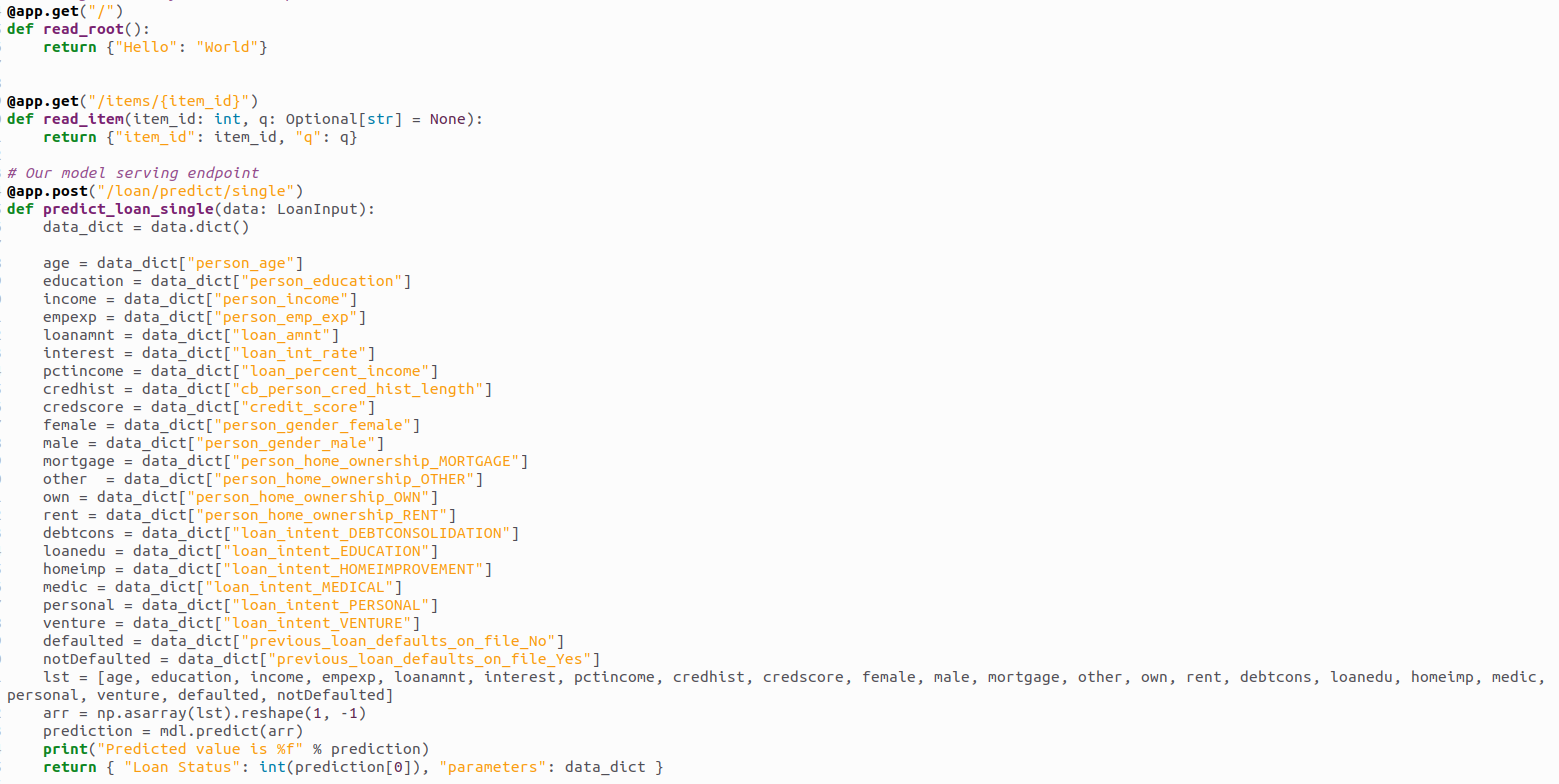 @app.get("/")
def read_root():
    return {"Hello": "World"}
@app.get("/items/{item_id}")
def read_item(item_id: int, q: Optional[str] = None):
    return {"item_id": item_id, "q": q}
# Our model serving endpoint
@app.post("/loan/predict/single")
def predict_loan_single(data: LoanInput):
    data_dict = data.dict()
    age = data_dict["person_age"]
    education = data_dict["person_education"]
    income = data_dict["person_income"]
    empexp = data_dict["person_emp_exp"]
    loanamnt = data_dict["loan_amnt"]
    interest = data_dict["loan_int_rate"]
    pctincome = data_dict["loan_percent_income"]
    credhist = data_dict["cb_person_cred_hist_length"]
    credscore = data_dict["credit_score"]
    female = data_dict["person_gender_female"]
    male = data_dict["person_gender_male"]
    mortgage = data_dict["person_home_ownership_MORTGAGE"]
    other  = data_dict["person_home_ownership_OTHER"]
    own = data_dict["person_home_ownership_OWN"]
    rent = data_dict["person_home_ownership_RENT"]
    debtcons = data_dict["loan_intent_DEBTCONSOLIDATION"]
    loanedu = data_dict["loan_intent_EDUCATION"]
    homeimp = data_dict["loan_intent_HOMEIMPROVEMENT"]
    medic = data_dict["loan_intent_MEDICAL"]
    personal = data_dict["loan_intent_PERSONAL"]
    venture = data_dict["loan_intent_VENTURE"]
    defaulted = data_dict["previous_loan_defaults_on_file_No"]
    notDefaulted = data_dict["previous_loan_defaults_on_file_Yes"]
    lst = [age, education, income, empexp, loanamnt, interest, pctincome, credhist, credscore, female, male, mortgage, other, own, rent, debtcons, loanedu, homeimp, medic,
personal, venture, defaulted, notDefaulted]
    arr = np.asarray(lst).reshape(1, -1)
    prediction = mdl.predict(arr)
    print("Predicted value is %f" % prediction)
    return { "Loan Status": int(prediction[0]), "parameters": data_dict }